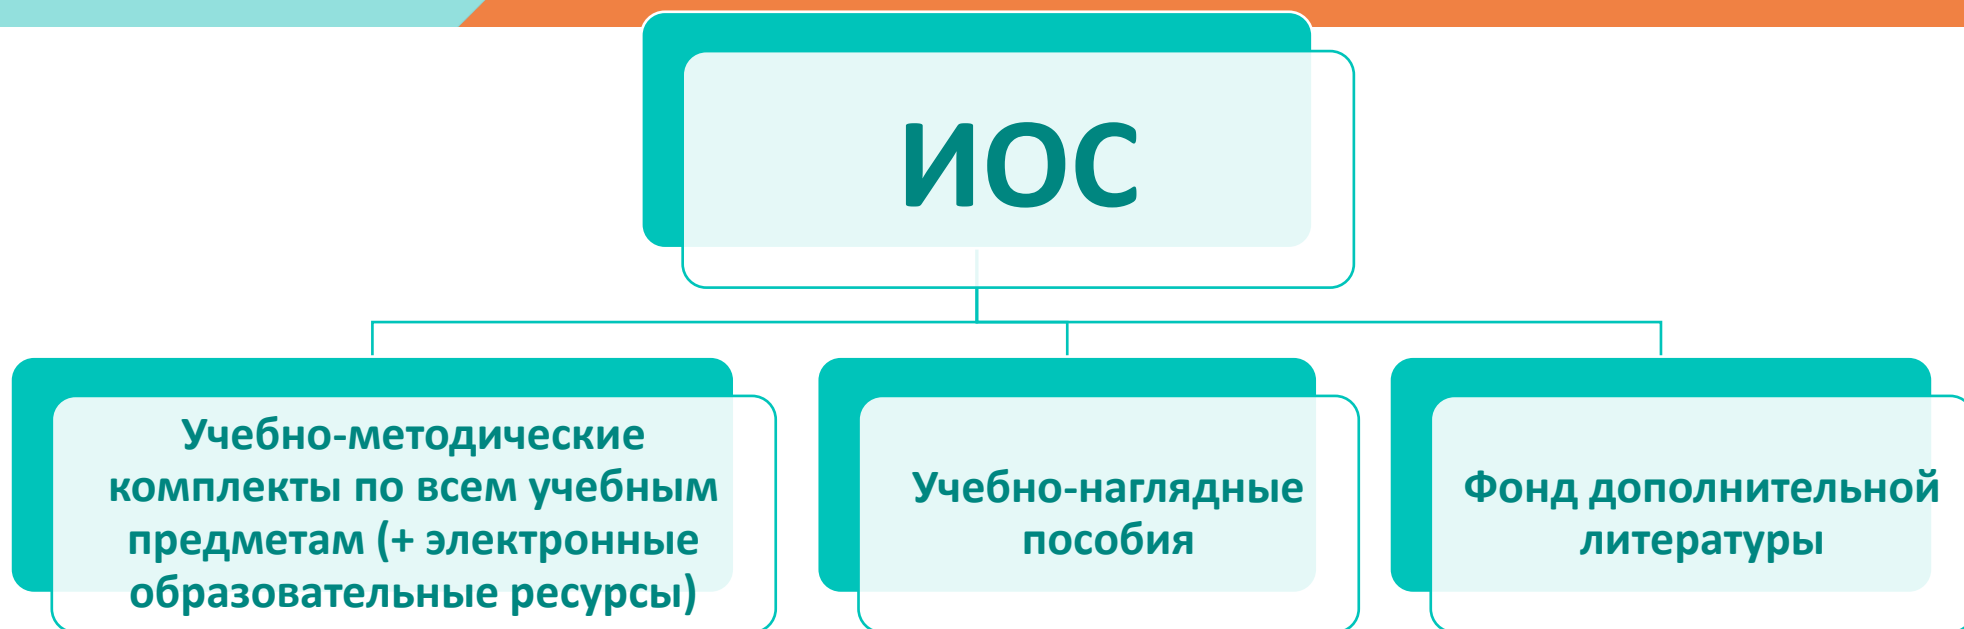 ИОС
Учебно-методические
комплекты по всем учебным
предметам (+ электронные
образовательные ресурсы)
Учебно-наглядные
пособия
Фонд дополнительной
литературы